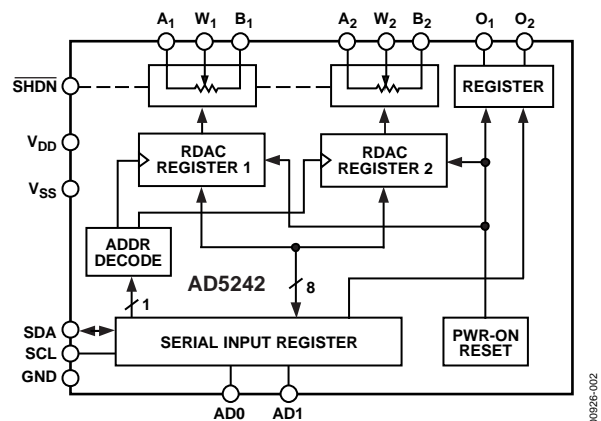 A1 W1 B1 A2 W2 B2 O1 O2
SHDN
REGISTER
VDD
RDAC
REGISTER 1
RDAC
REGISTER 2
VSS
ADDR
DECODE
AD5242
8
1
SDA
SERIAL INPUT REGISTER
PWR-ON
RESET
SCL
GND
AD0 AD1
00926-002